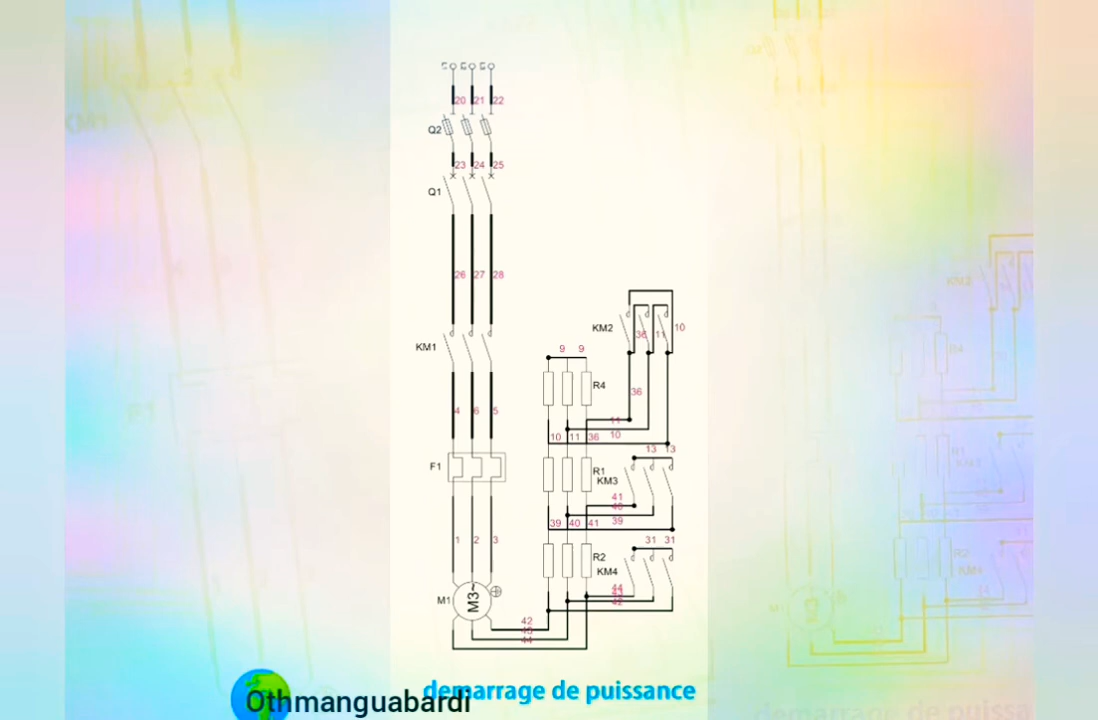 20 21 22
Q2
23 24 25
Q1
26 27 28
KM1
4 6 5
F1
1 2 3
M1
M3~
KM2
36 11 10
9 9
R4
36
11
10
10 11 36
13 13
R1
KM3
41
40
39
39 40 41
31 31
R2
KM4
44
42
42
44
demarrage de puissance
Othmanguabardi